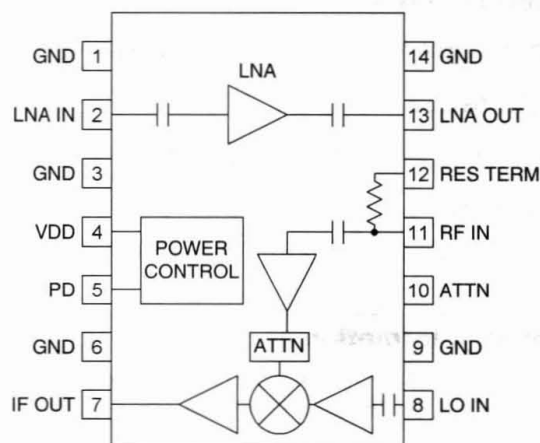 GND 1
14 GND
LNA
LNA IN 2
13 LNA OUT
GND 3
12 RES TERM
VDD 4
POWER
CONTROL
11 RF IN
PD 5
10 ATTN
GND 6
ATTN
9 GND
IF OUT 7
8 LO IN